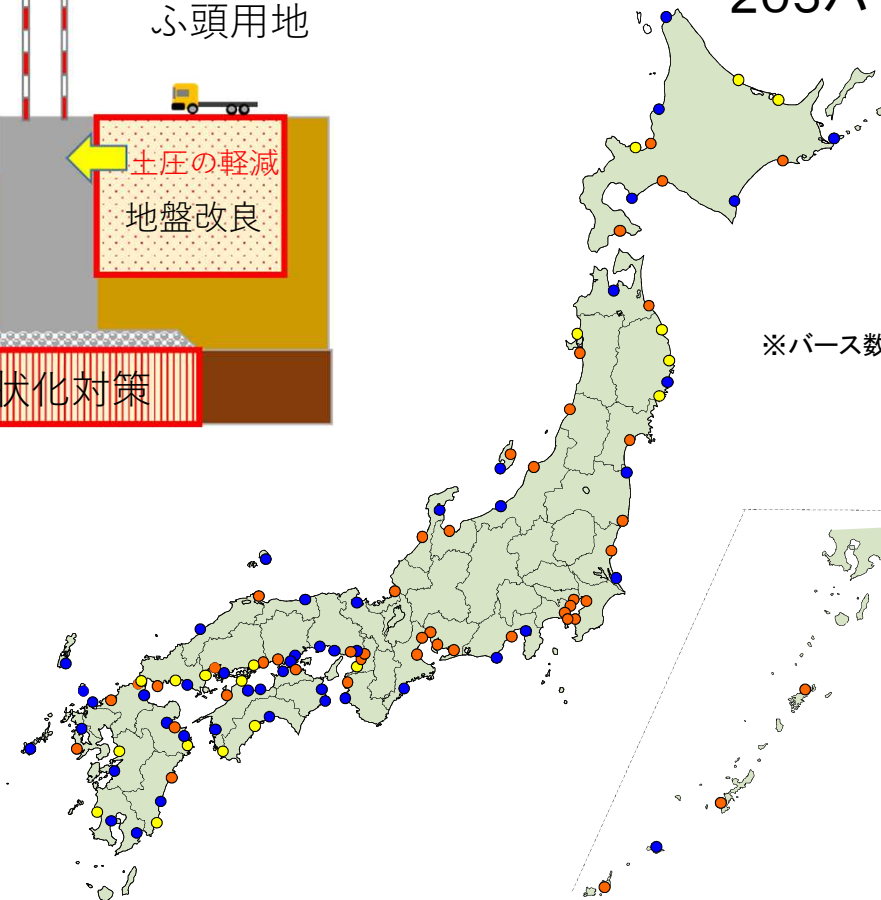 ふ頭用地
土圧の軽減
地盤改良
状化対策
※バース数